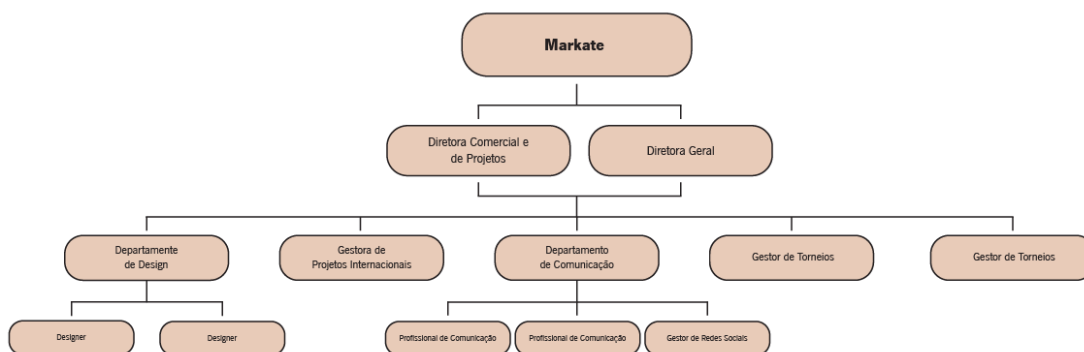 Markate
Diretora Comercial e
de Projetos
Diretora Geral
Departamente
de Design
Gestora de
Projetos Internacionais
Departamento
de Comunicação
Gestor de Torneios
Gestor de Torneios
Designer
Designer
Profissional de Comunicação
Profissional de Comunicação
Gestor de Redes Sociais